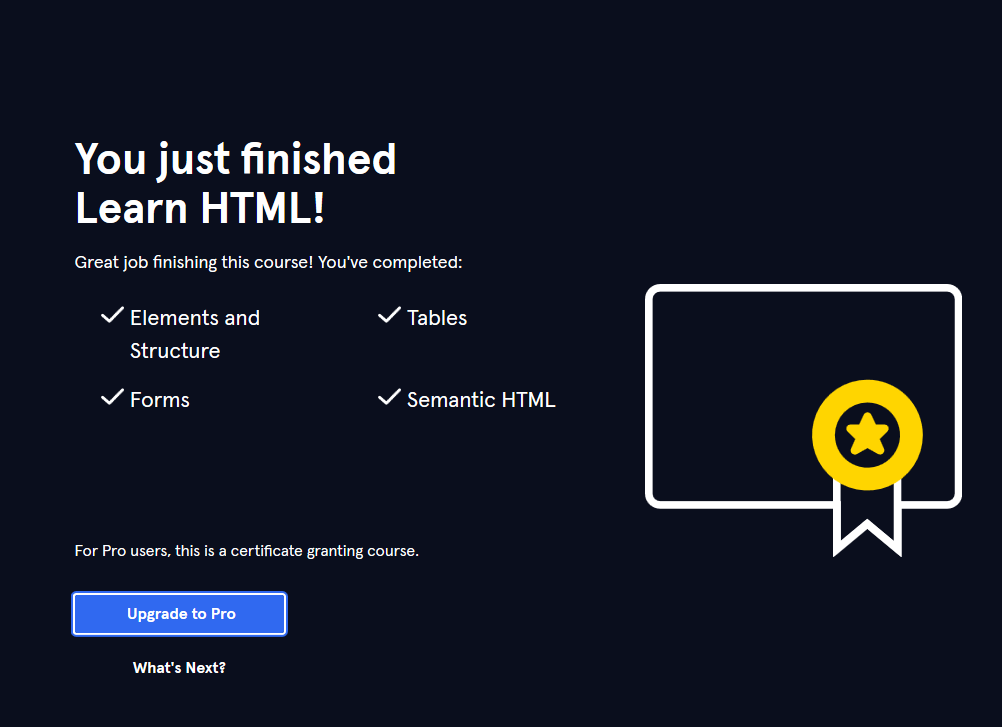 You just finished
Learn HTML!
Great job finishing this course! You've completed:
Elements and
Structure
Tables
Forms
Semantic HTML
For Pro users, this is a certificate granting course.
Upgrade to Pro
What's Next?